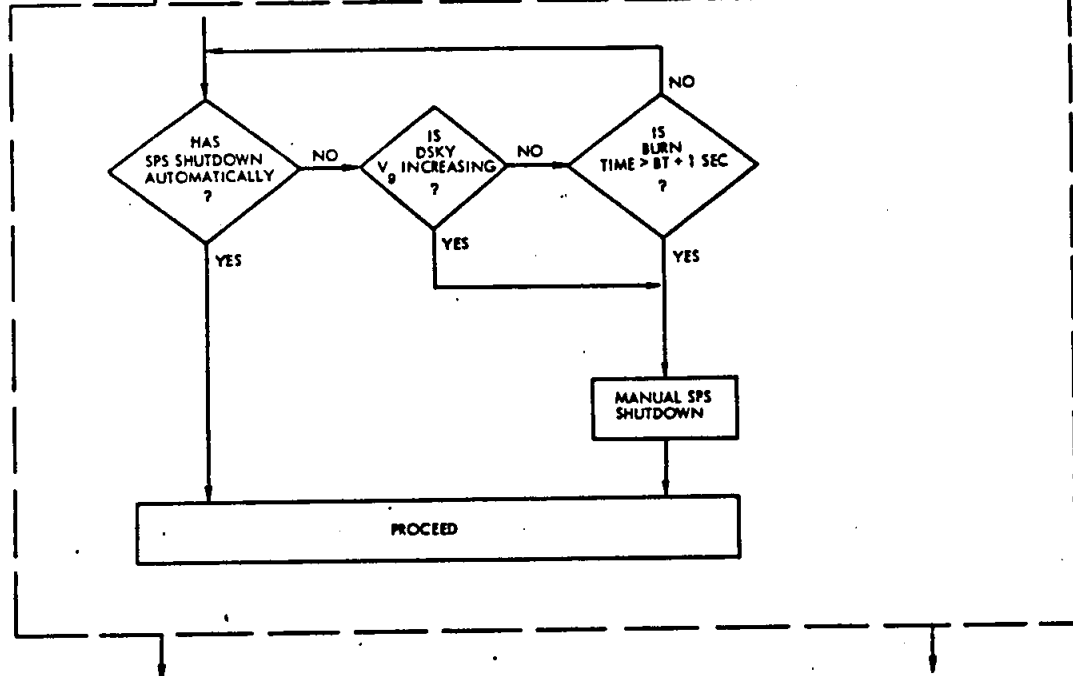 NO
HAS
SPS SHUTDOWN
AUTOMATICALLY
?
NO
IS
DSKY
Vg INCREASING
?
NO
IS
BURN
TIME > BT + 1 SEC
?
YES
YES
YES
MANUAL SPS
SHUTDOWN
PROCEED